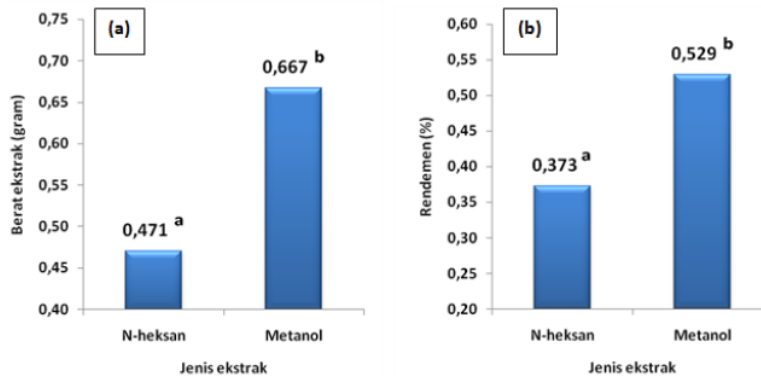 (a)
Berat ekstrak (gram)
0,75
0,70
0,65
0,60
0,55
0,50
0,45
0,40
0,471 a
0,667 b
N-heksan
Metanol
Jenis ekstrak
(b)
Rendemen (%)
0,60
0,55
0,50
0,45
0,40
0,35
0,30
0,25
0,20
0,373 a
0,529 b
N-heksan
Metanol
Jenis ekstrak